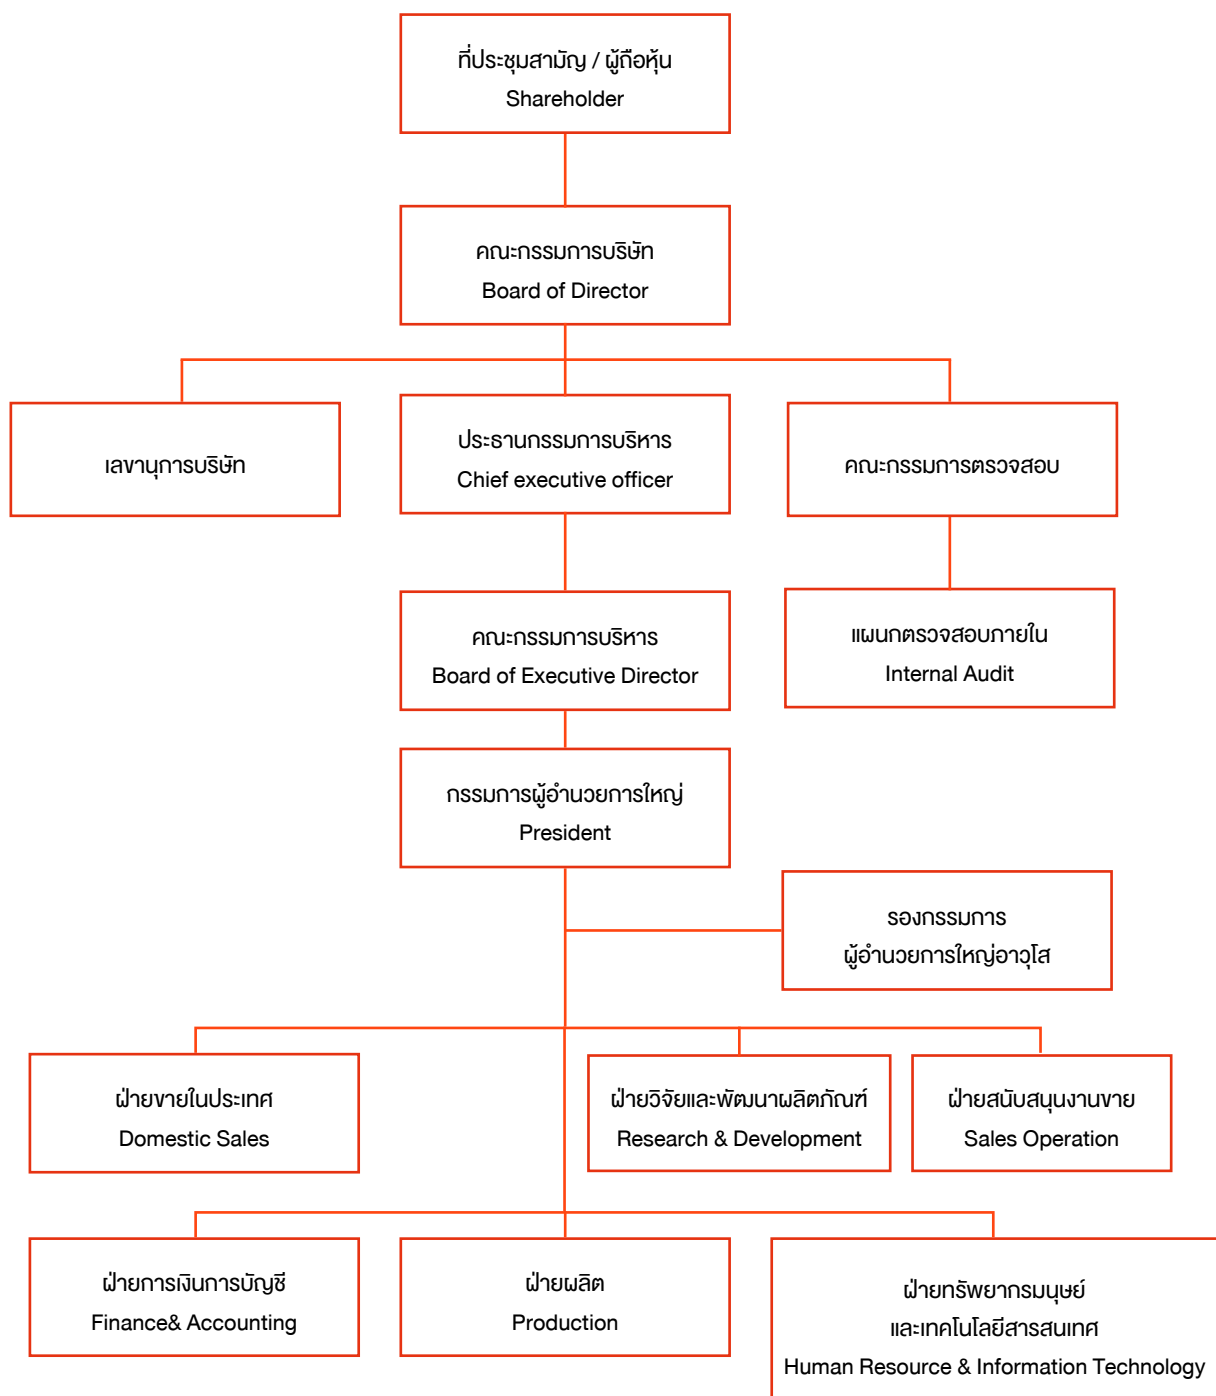 ที่ประชุมสามัญ / ผู้ถือหุ้น
Shareholder
คณะกรรมการบริษัท
Board of Director
เลขานุการบริษัท
ประธานกรรมการบริหาร
Chief executive officer
คณะกรรมการตรวจสอบ
คณะกรรมการบริหาร
Board of Executive Director
แผนกตรวจสอบภายใน
Internal Audit
กรรมการผู้อำนวยการใหญ่
President
รองกรรมการ
ผู้อำนวยการใหญ่อาวุโส
ฝ่ายขายในประเทศ
Domestic Sales
ฝ่ายวิจัยและพัฒนาผลิตภัณฑ์
Research & Development
ฝ่ายสนับสนุนงานขาย
Sales Operation
ฝ่ายการเงินการบัญชี
Finance& Accounting
ฝ่ายผลิต
Production
ฝ่ายทรัพยากรมนุษย์
และเทคโนโลยีสารสนเทศ
Human Resource & Information Technology